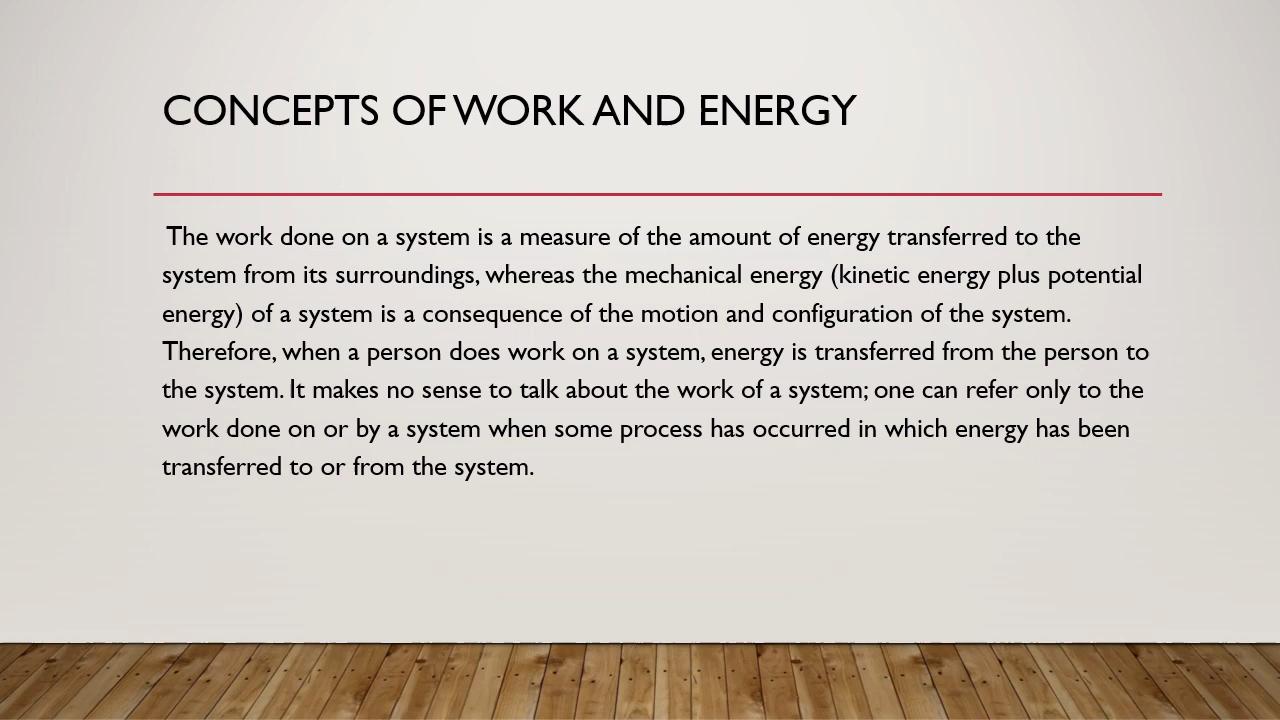 CONCEPTS OF WORK AND ENERGY
The work done on a system is a measure of the amount of energy transferred to the
system from its surroundings, whereas the mechanical energy (kinetic energy plus potential
energy) of a system is a consequence of the motion and configuration of the system.
Therefore, when a person does work on a system, energy is transferred from the person to
the system. It makes no sense to talk about the work of a system; one can refer only to the
work done on or by a system when some process has occurred in which energy has been
transferred to or from the system.